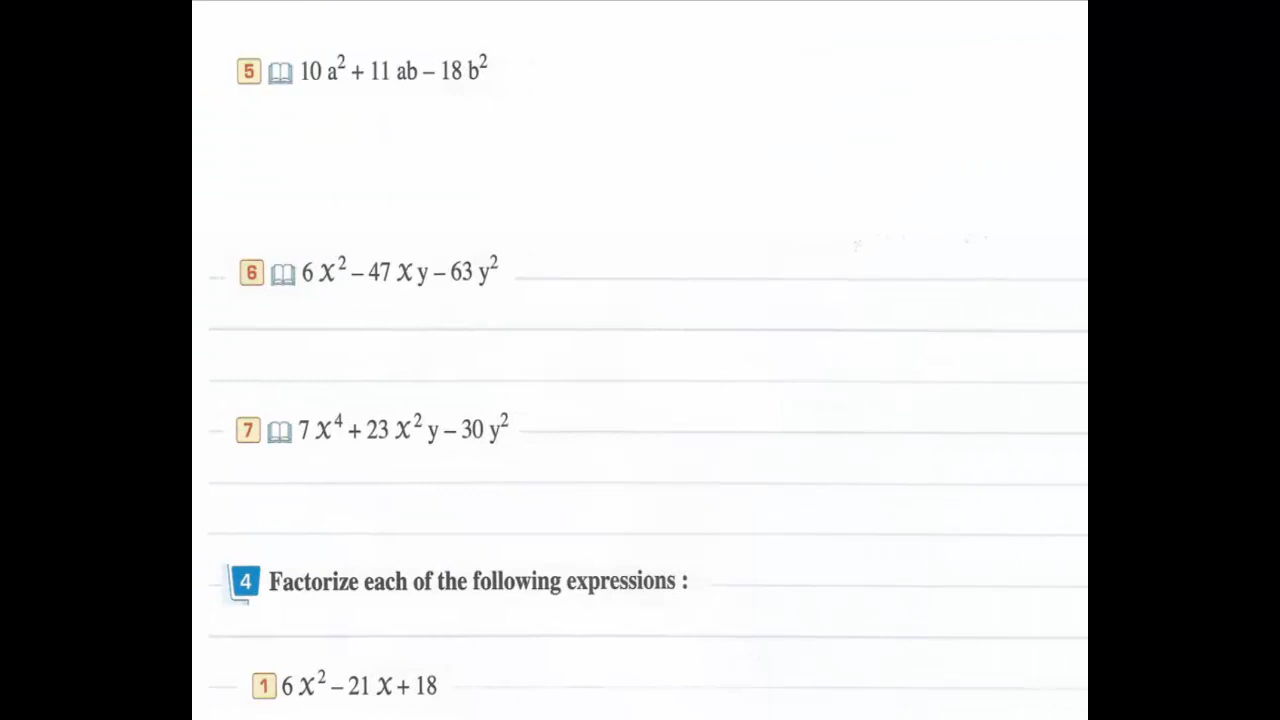 5 10 a² + 11 ab – 18 b²
6 6 x² – 47 x y – 63 y²
7 7 x⁴ + 23 x² y – 30 y²
4 Factorize each of the following expressions :
1 6 x² – 21 x + 18